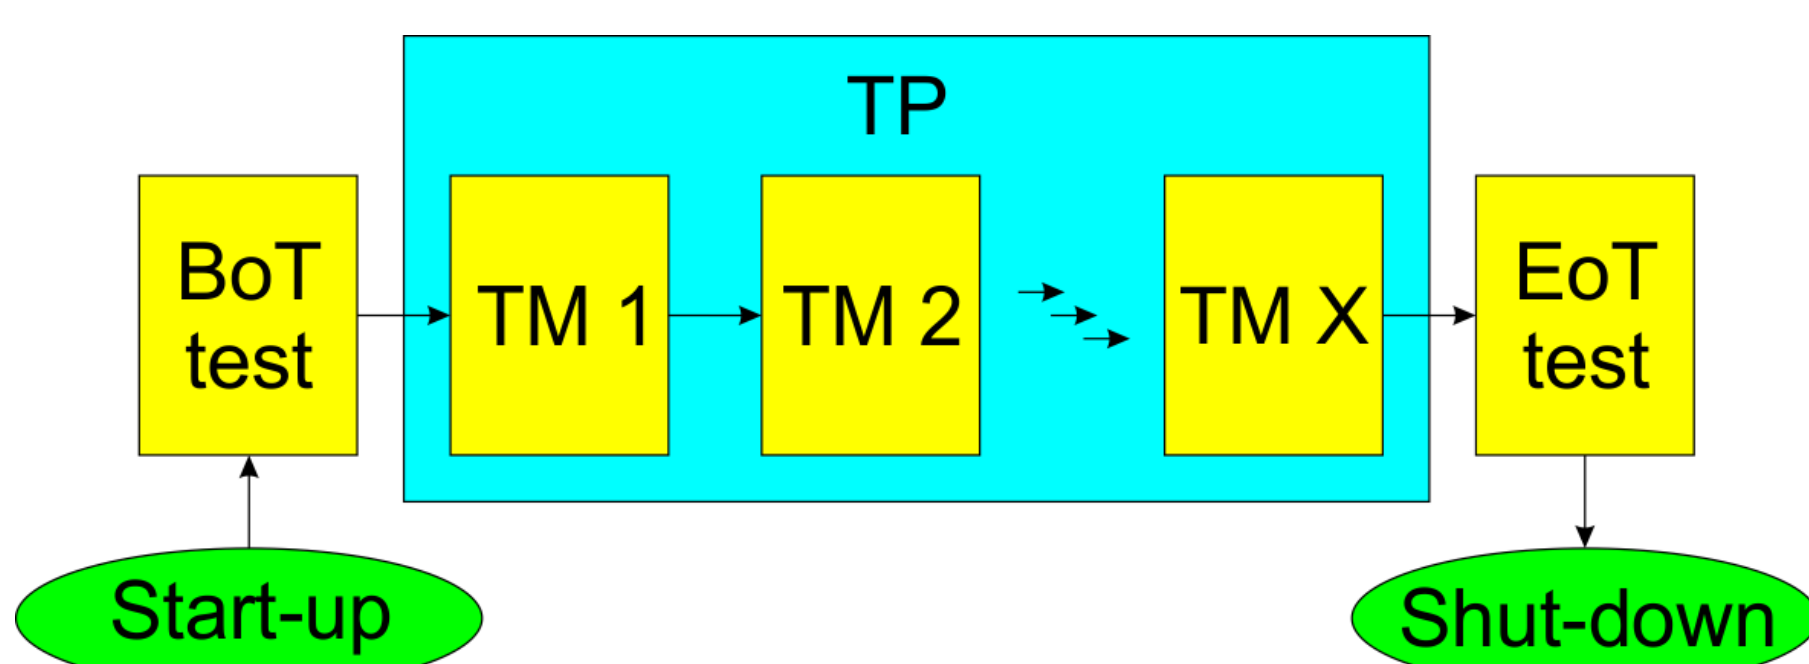 TP
BoT
test
TM 1
TM 2
TM X
EoT
test
Start-up
Shut-down